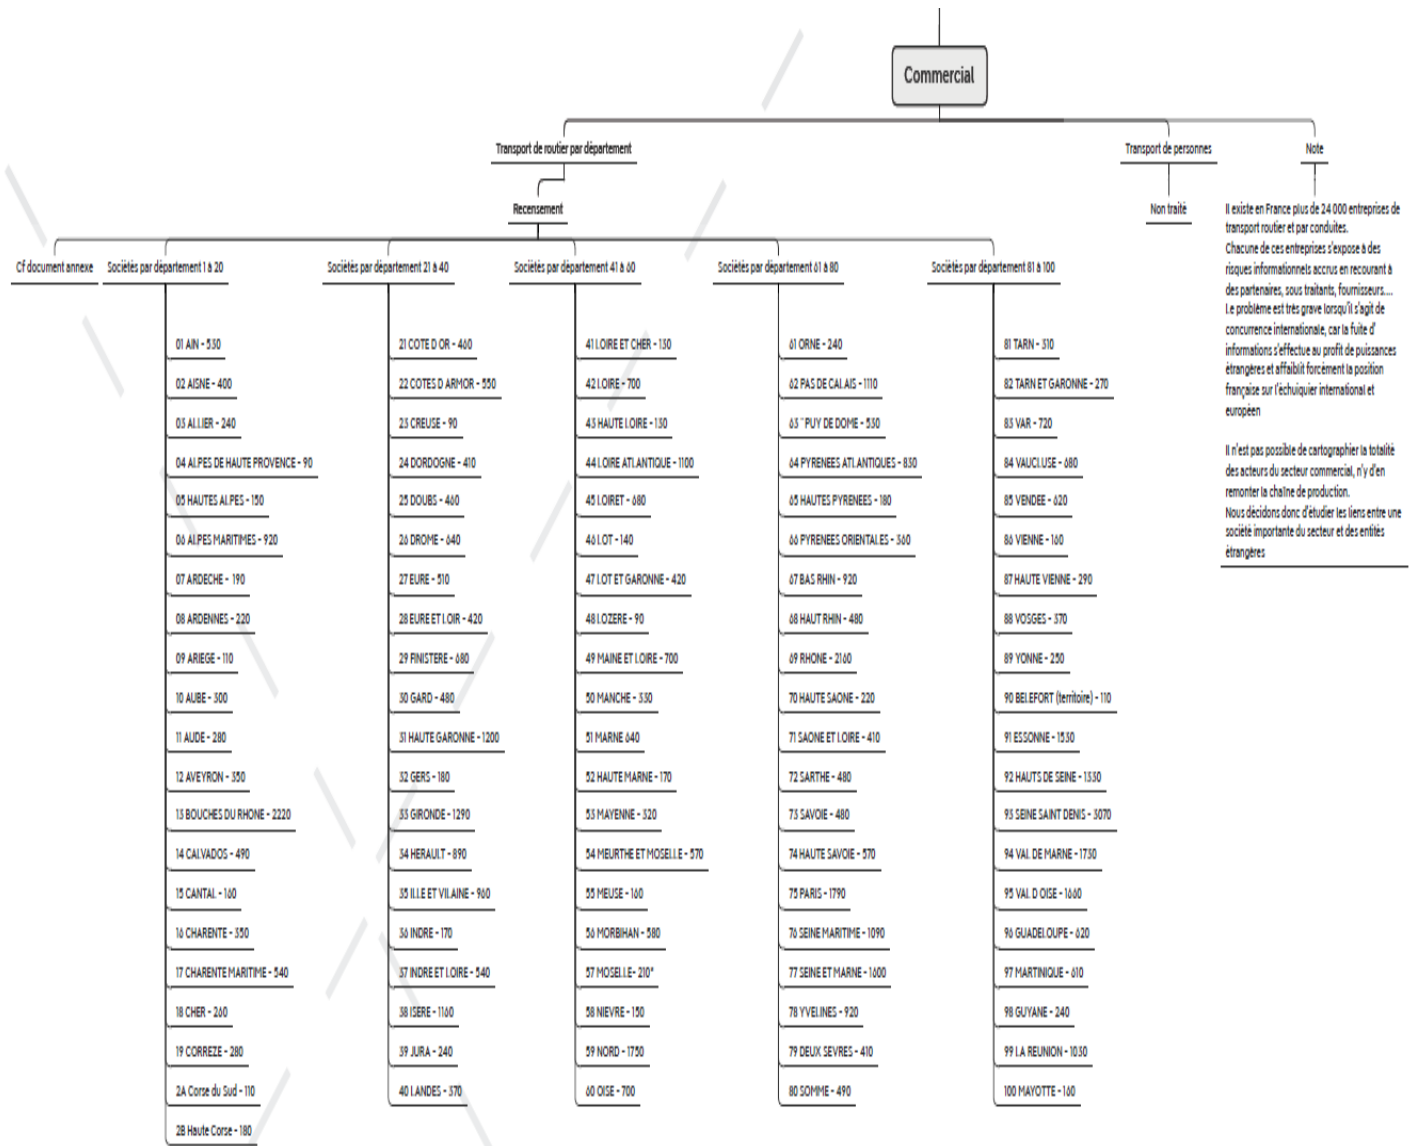 Commercial
Transport de routier par département
Transport de personnes
Note
Recensement
Non traité
Il existe en France plus de 24 000 entreprises de
transport routier et par conduites.
Chacune de ces entreprises s'expose à des
risques informationnels accrus en recourant à
des partenaires, sous traitants, fournisseurs....
Le problème est très grave lorsqu'il s'agit de
concurrence internationale, car la fuite d'
informations s'effectue au profit de puissances
étrangères et affaiblit forcément la position
française sur l'échiquier international et
européen
Il n'est pas possible de cartographier la totalité
des acteurs du secteur commercial, n'y d'en
remonter la chaîne de production.
Nous décidons donc d'étudier les liens entre une
société importante du secteur et des entités
étrangères
Cf document annexe
Sociétés par département 1 à 20
01 AIN - 530
02 AISNE - 400
03 ALLIER - 240
04 ALPES DE HAUTE PROVENCE - 90
05 HAUTES ALPES - 150
06 ALPES MARITIMES - 920
07 ARDECHE - 190
08 ARDENNES - 220
09 ARIEGE - 110
10 AUBE - 300
11 AUDE - 280
12 AVEYRON - 350
13 BOUCHES DU RHONE - 2220
14 CALVADOS - 490
15 CANTAL - 160
16 CHARENTE - 350
17 CHARENTE MARITIME - 540
18 CHER - 260
19 CORREZE - 280
2A Corse du Sud - 110
2B Haute Corse - 180
Sociétés par département 21 à 40
21 COTE D OR - 460
22 COTES D ARMOR - 550
23 CREUSE - 90
24 DORDOGNE - 410
25 DOUBS - 460
26 DROME - 640
27 EURE - 510
28 EURE ET LOIR - 420
29 FINISTERE - 680
30 GARD - 480
31 HAUTE GARONNE - 1200
32 GERS - 180
33 GIRONDE - 1290
34 HERAULT - 890
35 ILLE ET VILAINE - 960
36 INDRE - 170
37 INDRE ET LOIRE - 540
38 ISERE - 1160
39 JURA - 240
40 LANDES - 370
Sociétés par département 41 à 60
41 LOIRE ET CHER - 130
42 LOIRE - 700
43 HAUTE LOIRE - 130
44 LOIRE ATLANTIQUE - 1100
45 LOIRET - 680
46 LOT - 140
47 LOT ET GARONNE - 420
48 LOZERE - 90
49 MAINE ET LOIRE - 700
50 MANCHE - 330
51 MARNE 640
52 HAUTE MARNE - 170
53 MAYENNE - 320
54 MEURTHE ET MOSELLE - 570
55 MEUSE - 160
56 MORBIHAN - 580
57 MOSELLE- 210*
58 NIEVRE - 150
59 NORD - 1750
60 OISE - 700
Sociétés par département 61 à 80
61 ORNE - 240
62 PAS DE CALAIS - 1110
63 ¨PUY DE DOME - 530
64 PYRENEES ATLANTIQUES - 830
65 HAUTES PYRENEES - 180
66 PYRENEES ORIENTALES - 360
67 BAS RHIN - 920
68 HAUT RHIN - 480
69 RHONE - 2160
70 HAUTE SAONE - 220
71 SAONE ET LOIRE - 410
72 SARTHE - 480
73 SAVOIE - 480
74 HAUTE SAVOIE - 570
75 PARIS - 1790
76 SEINE MARITIME - 1090
77 SEINE ET MARNE - 1600
78 YVELINES - 920
79 DEUX SEVRES - 410
80 SOMME - 490
Sociétés par département 81 à 100
81 TARN - 310
82 TARN ET GARONNE - 270
83 VAR - 720
84 VAUCLUSE - 680
85 VENDEE - 620
86 VIENNE - 160
87 HAUTE VIENNE - 290
88 VOSGES - 370
89 YONNE - 250
90 BELEFORT (territoire) - 110
91 ESSONNE - 1530
92 HAUTS DE SEINE - 1330
93 SEINE SAINT DENIS - 3070
94 VAL DE MARNE - 1730
95 VAL D OISE - 1660
96 GUADELOUPE - 620
97 MARTINIQUE - 610
98 GUYANE - 240
99 LA REUNION - 1030
100 MAYOTTE - 160